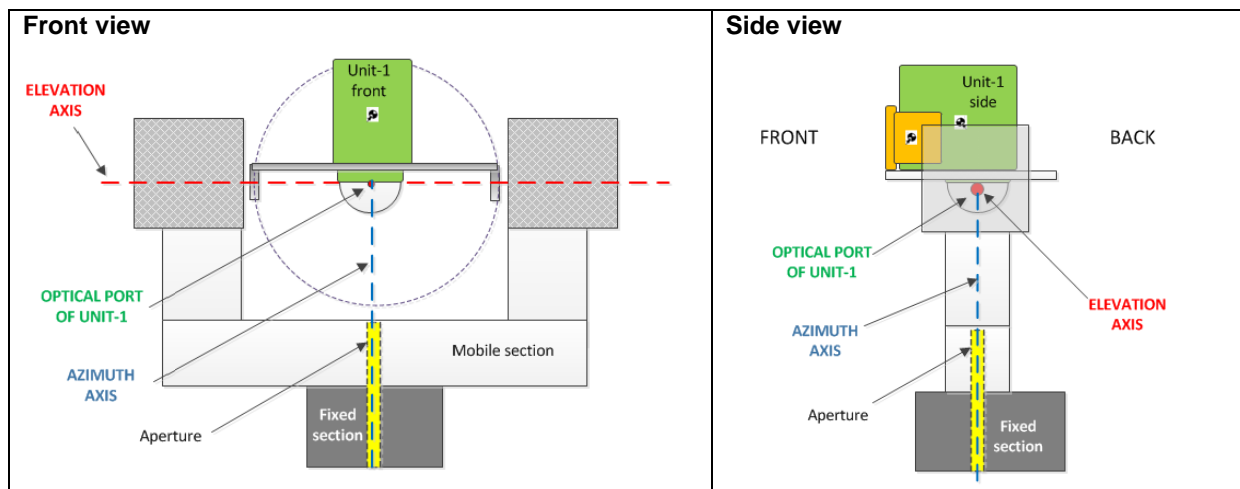 Front view
Unit-1
front
ELEVATION
AXIS
OPTICAL PORT
OF UNIT-1
Mobile section
AZIMUTH
AXIS
Aperture
Fixed
section
Side view
Unit-1
side
FRONT
BACK
OPTICAL PORT
OF UNIT-1
ELEVATION
AXIS
AZIMUTH
AXIS
Aperture
Fixed
section